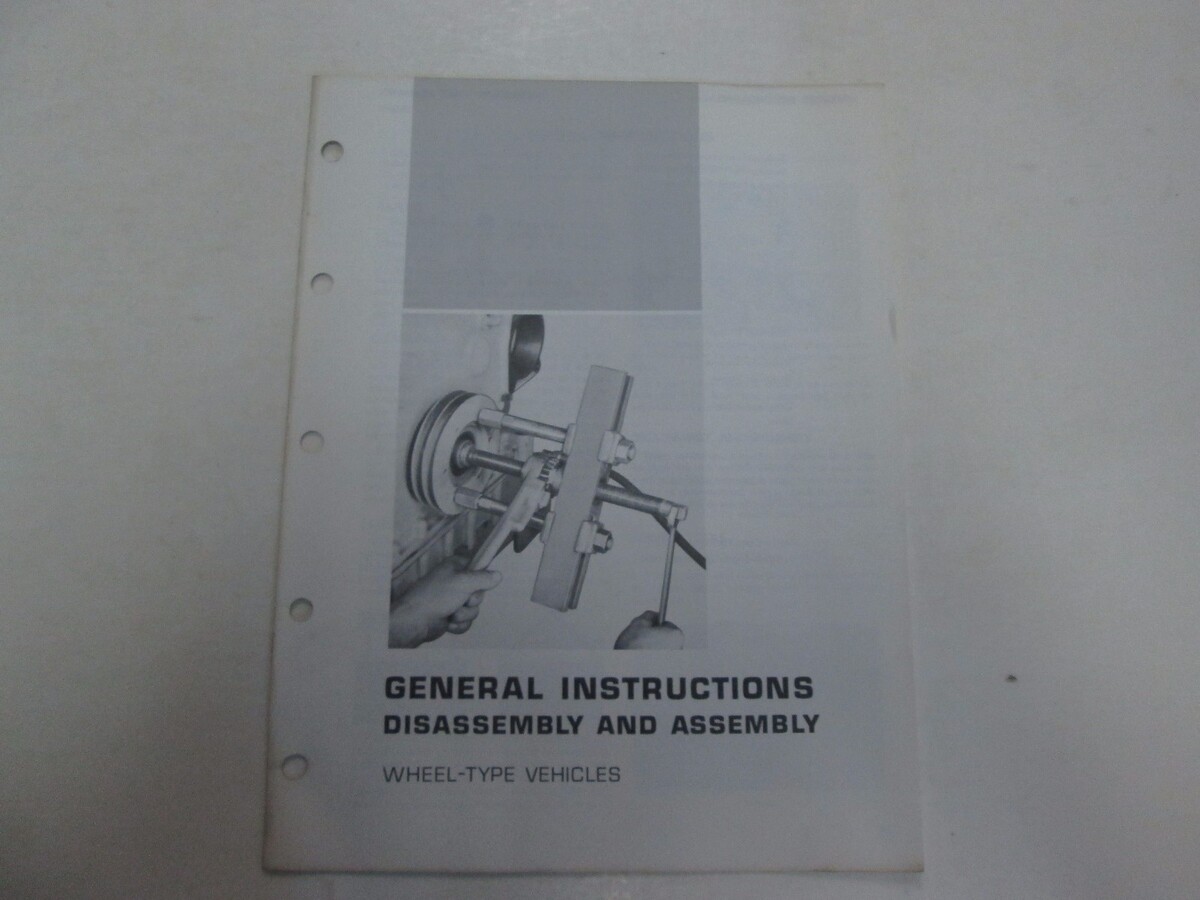 GENERAL INSTRUCTIONS
DISASSEMBLY AND ASSEMBLY
WHEEL-TYPE VEHICLES